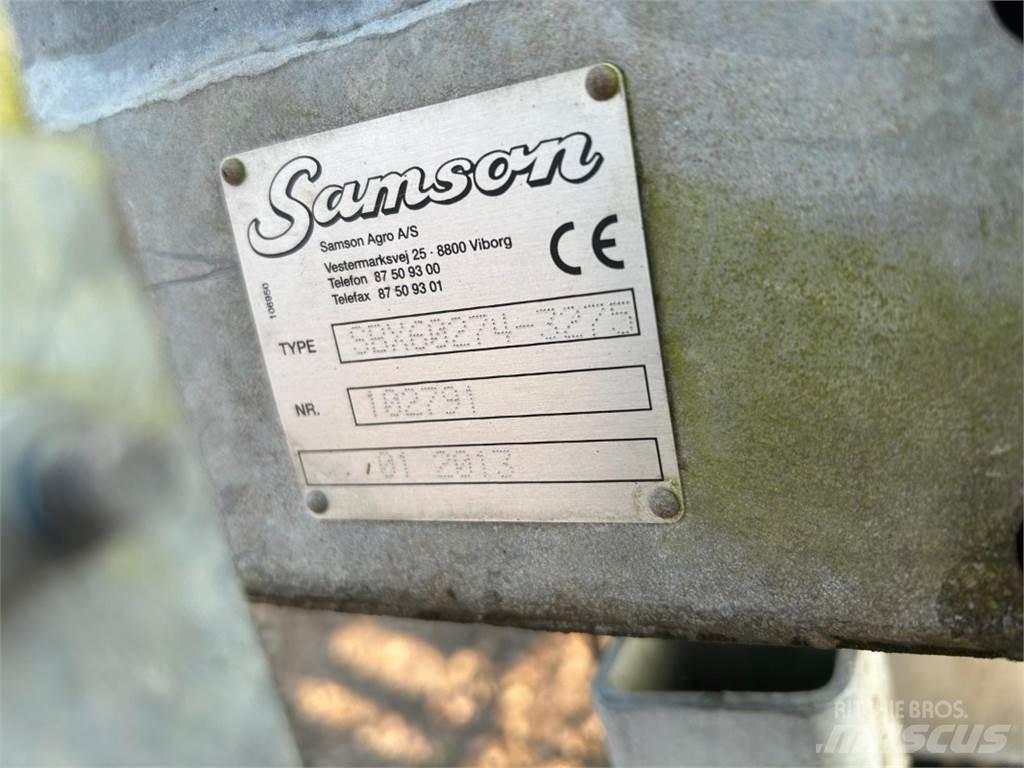 Samson
Samson Agro A/S
Vestermarksvej 25 · 8800 Viborg
Telefon 87 50 93 00
Telefax 87 50 93 01
CE
106950
TYPE SBX60274-3275
NR. 102791
01 2013
RITCHIE BROS.
mascus